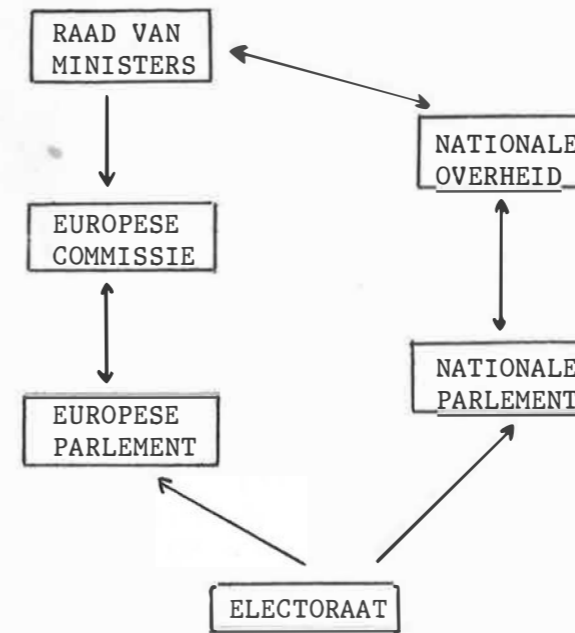 RAAD VAN
MINISTERS
NATIONALE
OVERHEID
EUROPESE
COMMISSIE
NATIONALE
PARLEMENT
EUROPESE
PARLEMENT
ELECTORAAT